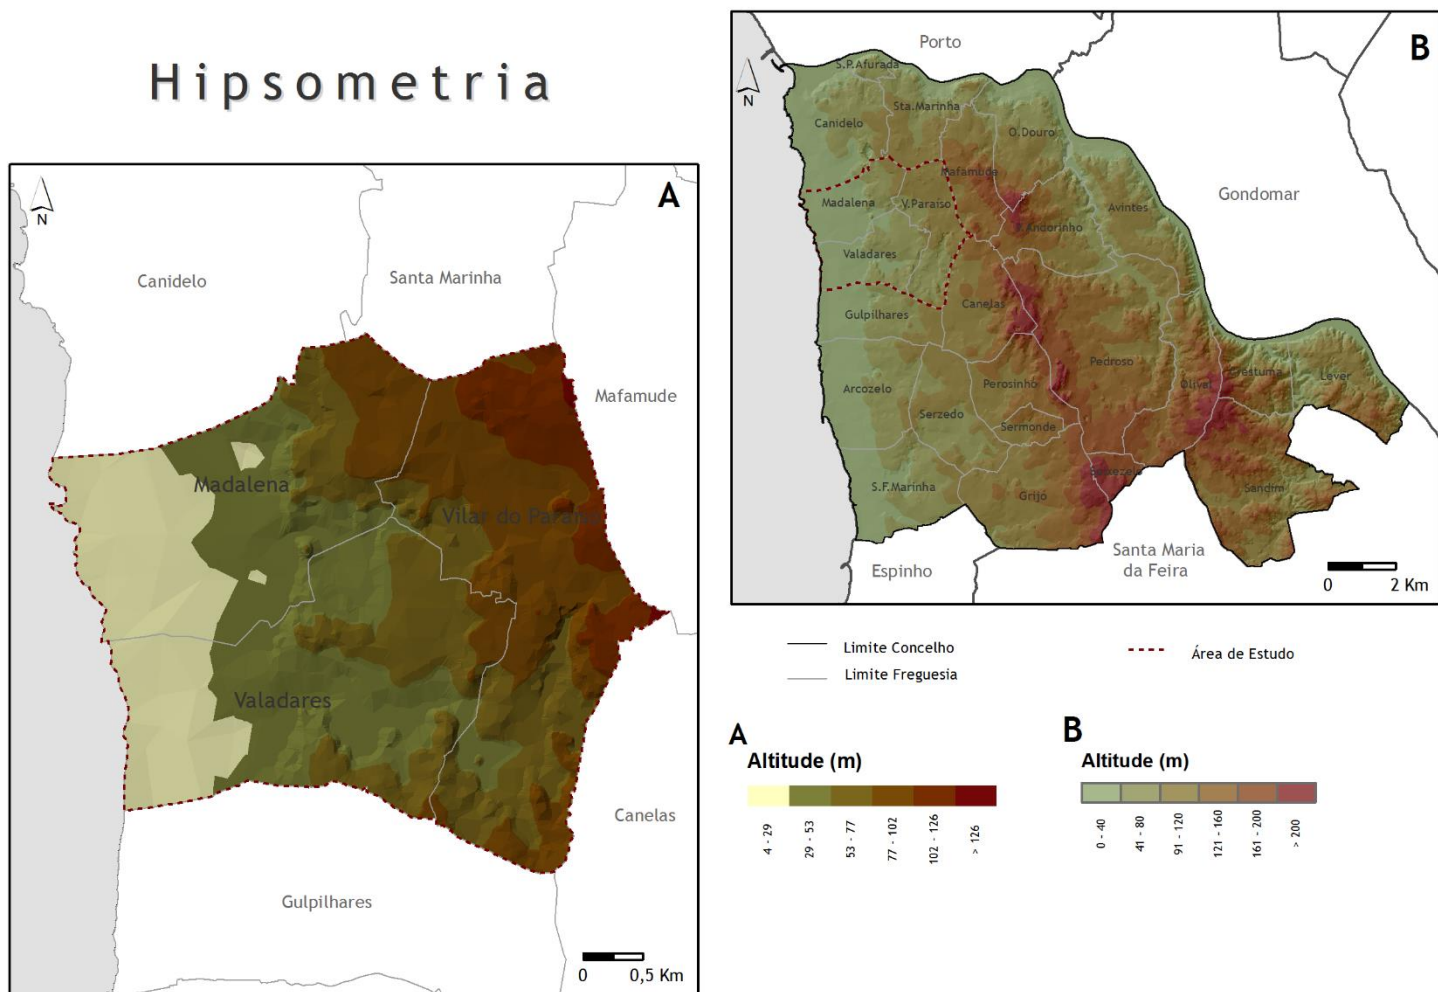 Hipsometria
A
N
Canidelo
Santa Marinha
Mafamude
Madalena
Vilar do Paraíso
Valadares
Canelas
Gulpilhares
0 0,5 Km
B
N
Porto
S.P.Afurada
Sta.Marinha
Canidelo
O.Douro
Mafamude
Gondomar
Madalena
V.Paraíso
Avintes
V.Andorinho
Valadares
Canelas
Gulpilhares
Pedroso
Arcozelo
Perosinho
Olival
Crestuma
Lever
Serzedo
Sermonde
Seixezelo
S.F.Marinha
Grijó
Sandim
Espinho
Santa Maria
da Feira
0 2 Km
Limite Concelho
Limite Freguesia
Área de Estudo
A
Altitude (m)
4 - 29
29 - 53
53 - 77
77 - 102
102 - 126
> 126
B
Altitude (m)
0 - 40
41 - 80
91 - 120
121 - 160
161 - 200
> 200